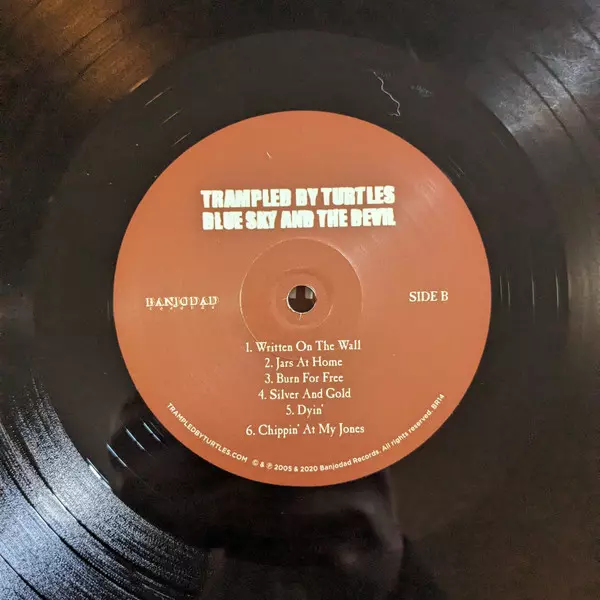 TRAMPLED BY TURTLES
BLUE SKY AND THE DEVIL
BANJODAD
RECORDS
SIDE B
1. Written On The Wall
2. Jars At Home
3. Burn For Free
4. Silver And Gold
5. Dyin'
6. Chippin' At My Jones
TRAMPLEDBYTURTLES.COM © & ℗ 2005 & 2020 Banjodad Records. All rights reserved. BR14